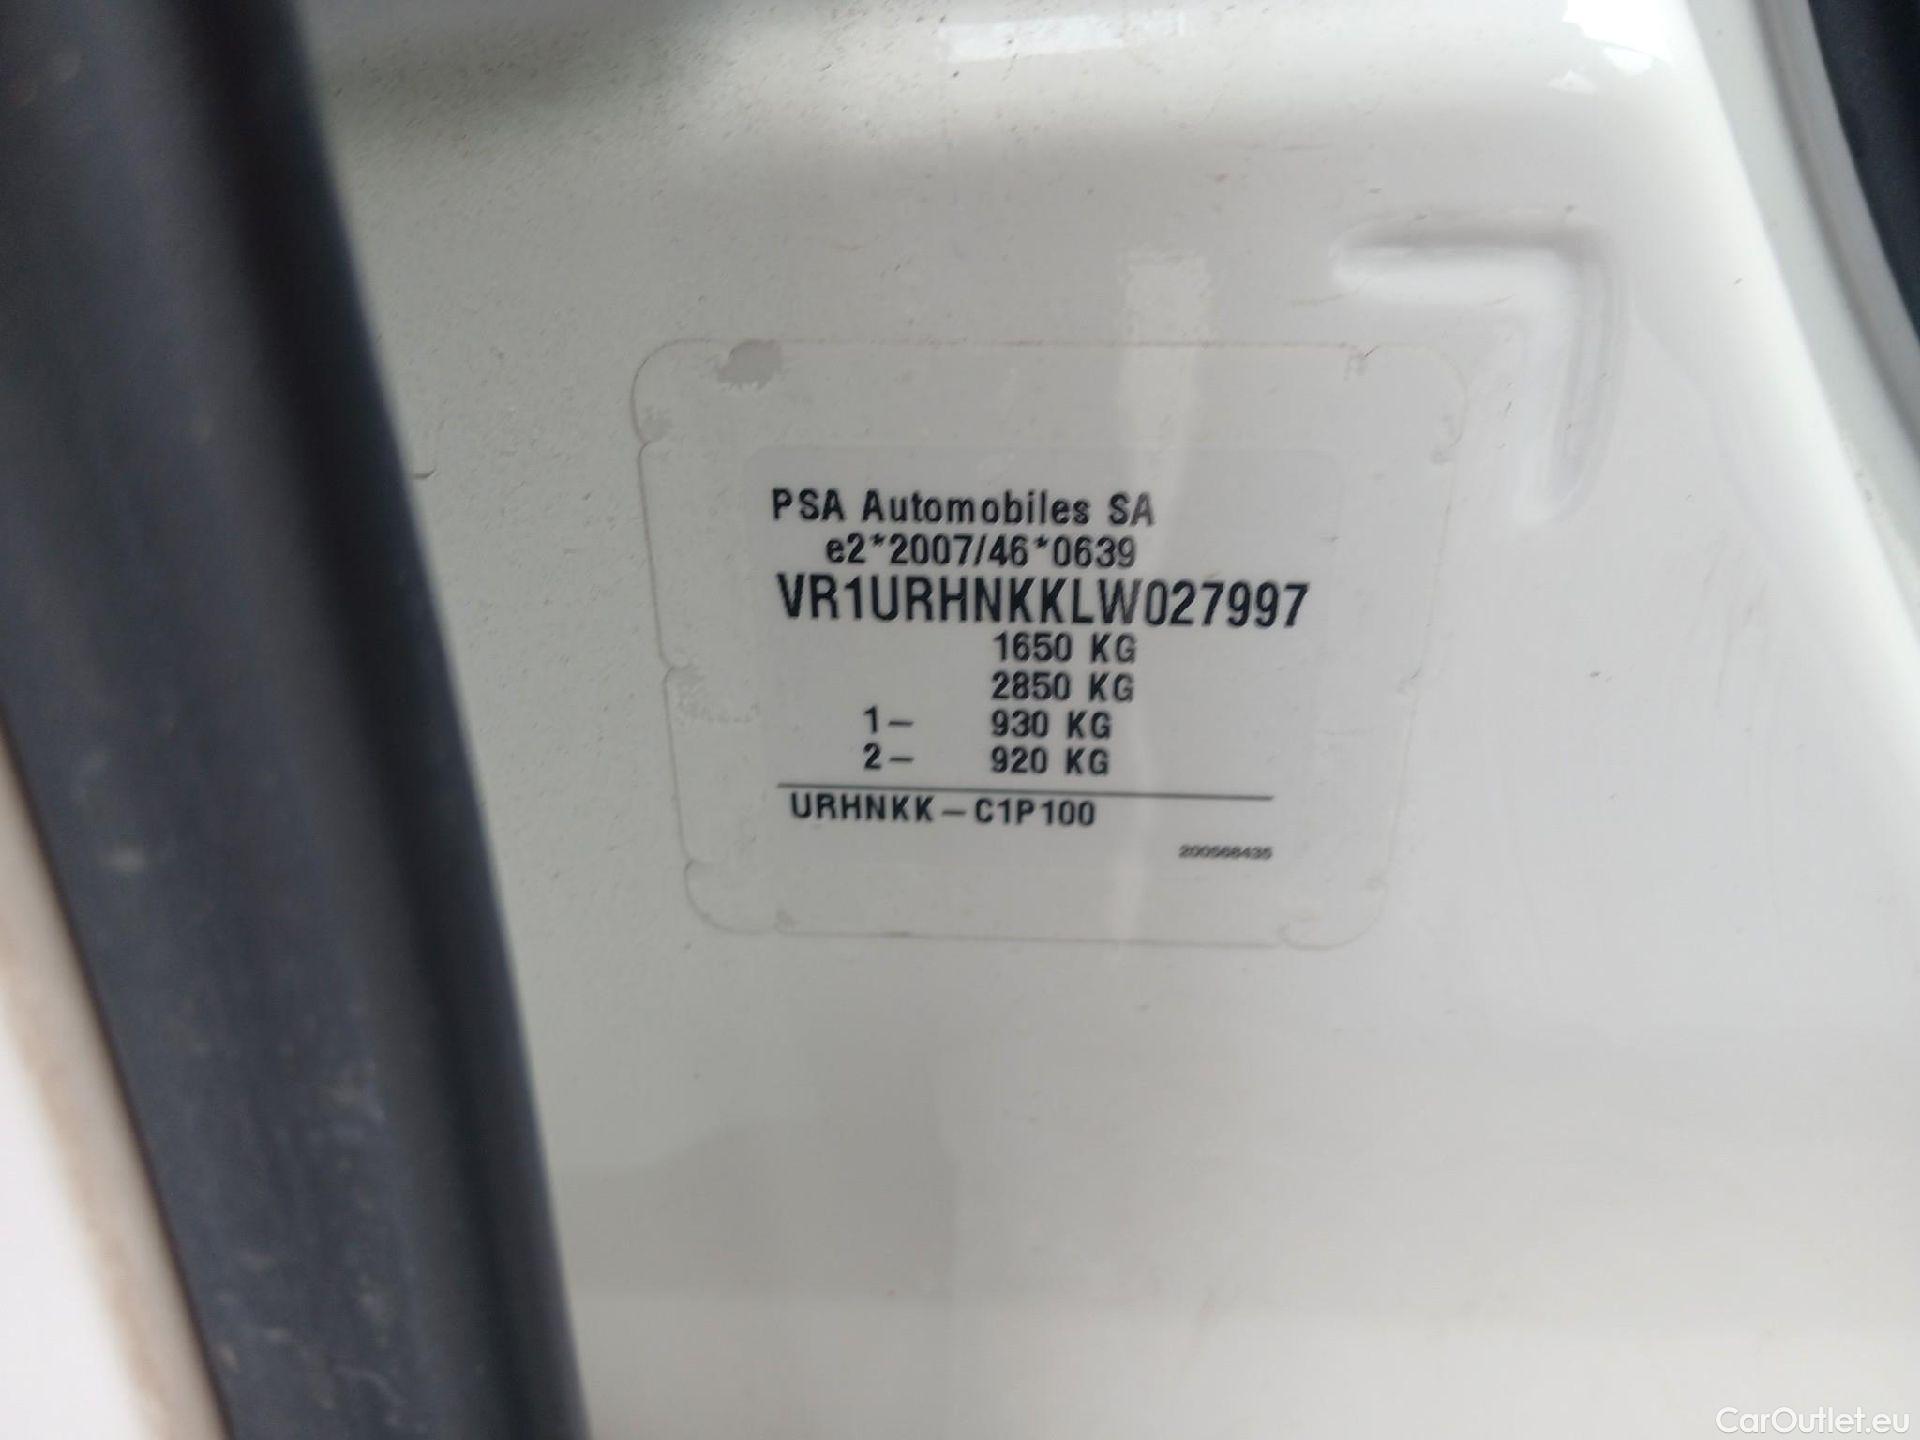 PSA Automobiles SA
e2*2007/46*0639
VR1URHNKKLW027997
1650 KG
2850 KG
1- 930 KG
2- 920 KG
URHNKK-C1P100
200568435
CarOutlet.eu